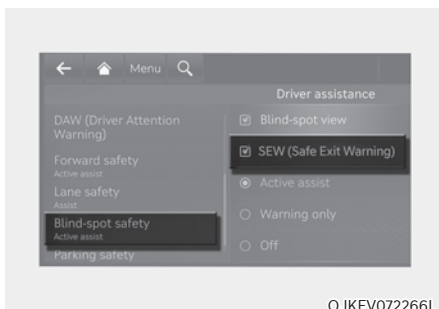 Menu
Driver assistance
DAW (Driver Attention
Warning)
Forward safety
Active assist
Lane safety
Assist
Blind-spot safety
Active assist
Parking safety
Blind-spot view
SEW (Safe Exit Warning)
Active assist
Warning only
Off
OJKEV072266L